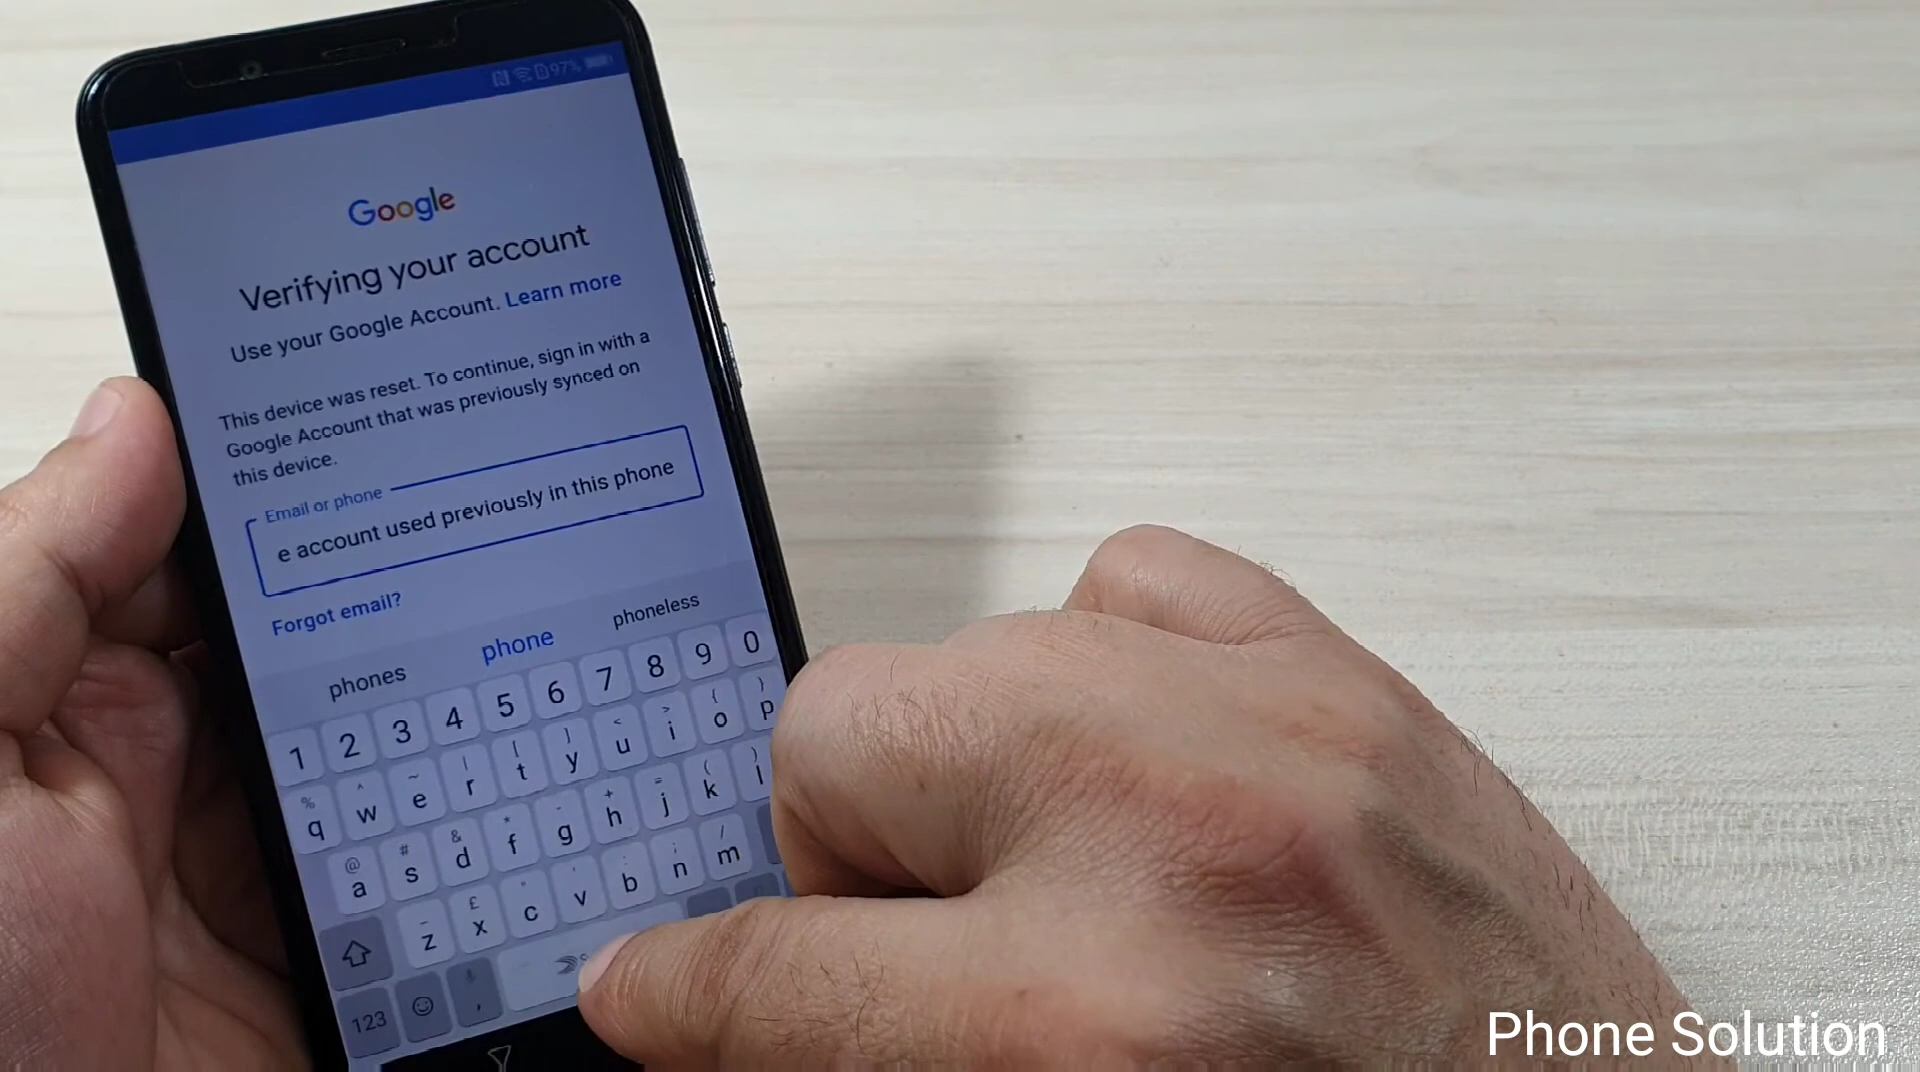 97%
Google
Verifying your account
Use your Google Account. Learn more
This device was reset. To continue, sign in with a
Google Account that was previously synced on
this device.
Email or phone
e account used previously in this phone
Forgot email?
phones phone phoneless
1 2 3 4 5 6 7 8 9 0
% ^ ~ | [ ] < > { }
q w e r t y u i o p
@ # & * - + = ( )
a s d f g h j k l
_ £ " ' : ; /
z x c v b n m
123 ,
Phone Solution